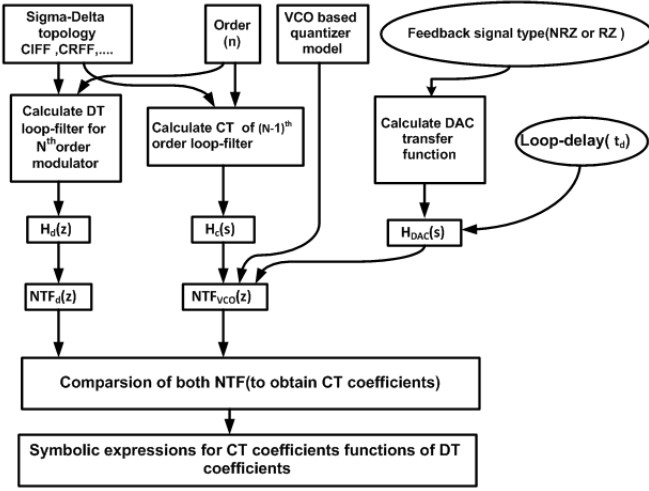 Sigma-Delta
topology
CIFF ,CRFF,....
Order
(n)
VCO based
quantizer
model
Feedback signal type(NRZ or RZ )
Calculate DT
loop-filter for
Nth order
modulator
Calculate CT of (N-1)th
order loop-filter
Calculate DAC
transfer
function
Loop-delay( td)
Hd(z)
Hc(s)
HDAC(s)
NTFd(z)
NTFVCO(z)
Comparsion of both NTF(to obtain CT coefficients)
Symbolic expressions for CT coefficients functions of DT
coefficients